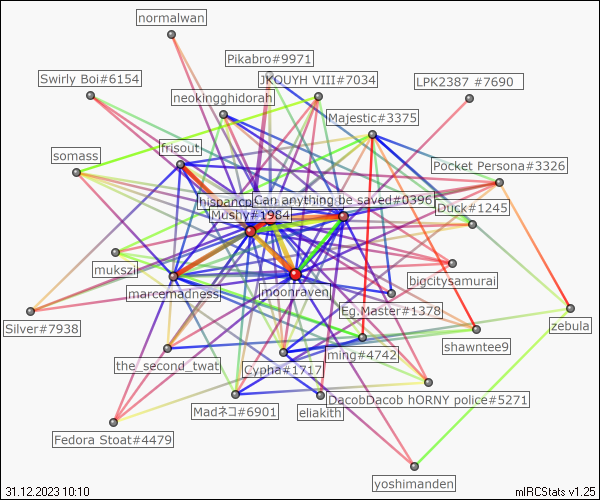 normalwan
Pikabro#9971
Swirly Boi#6154
JKQUYH VIII#7034
LPK2387 #7690
neokingghidorah
Majestic#3375
frisout
somass
Pocket Persona#3326
Can anything be saved#0396
Mushy#1984
Duck#1245
mukszil
bigcitysamurai
marcemadness
moonraven
Eg.Master#1378
Silver#7938
zebula
shawntee9
ming#4742
the_second_twat
Cypha#1717
DacobDacob hORNY police#5271
Madネコ#6901
eliakith
Fedora Stoat#4479
yoshimanden
31.12.2023 10:10
mIRCStats v1.25